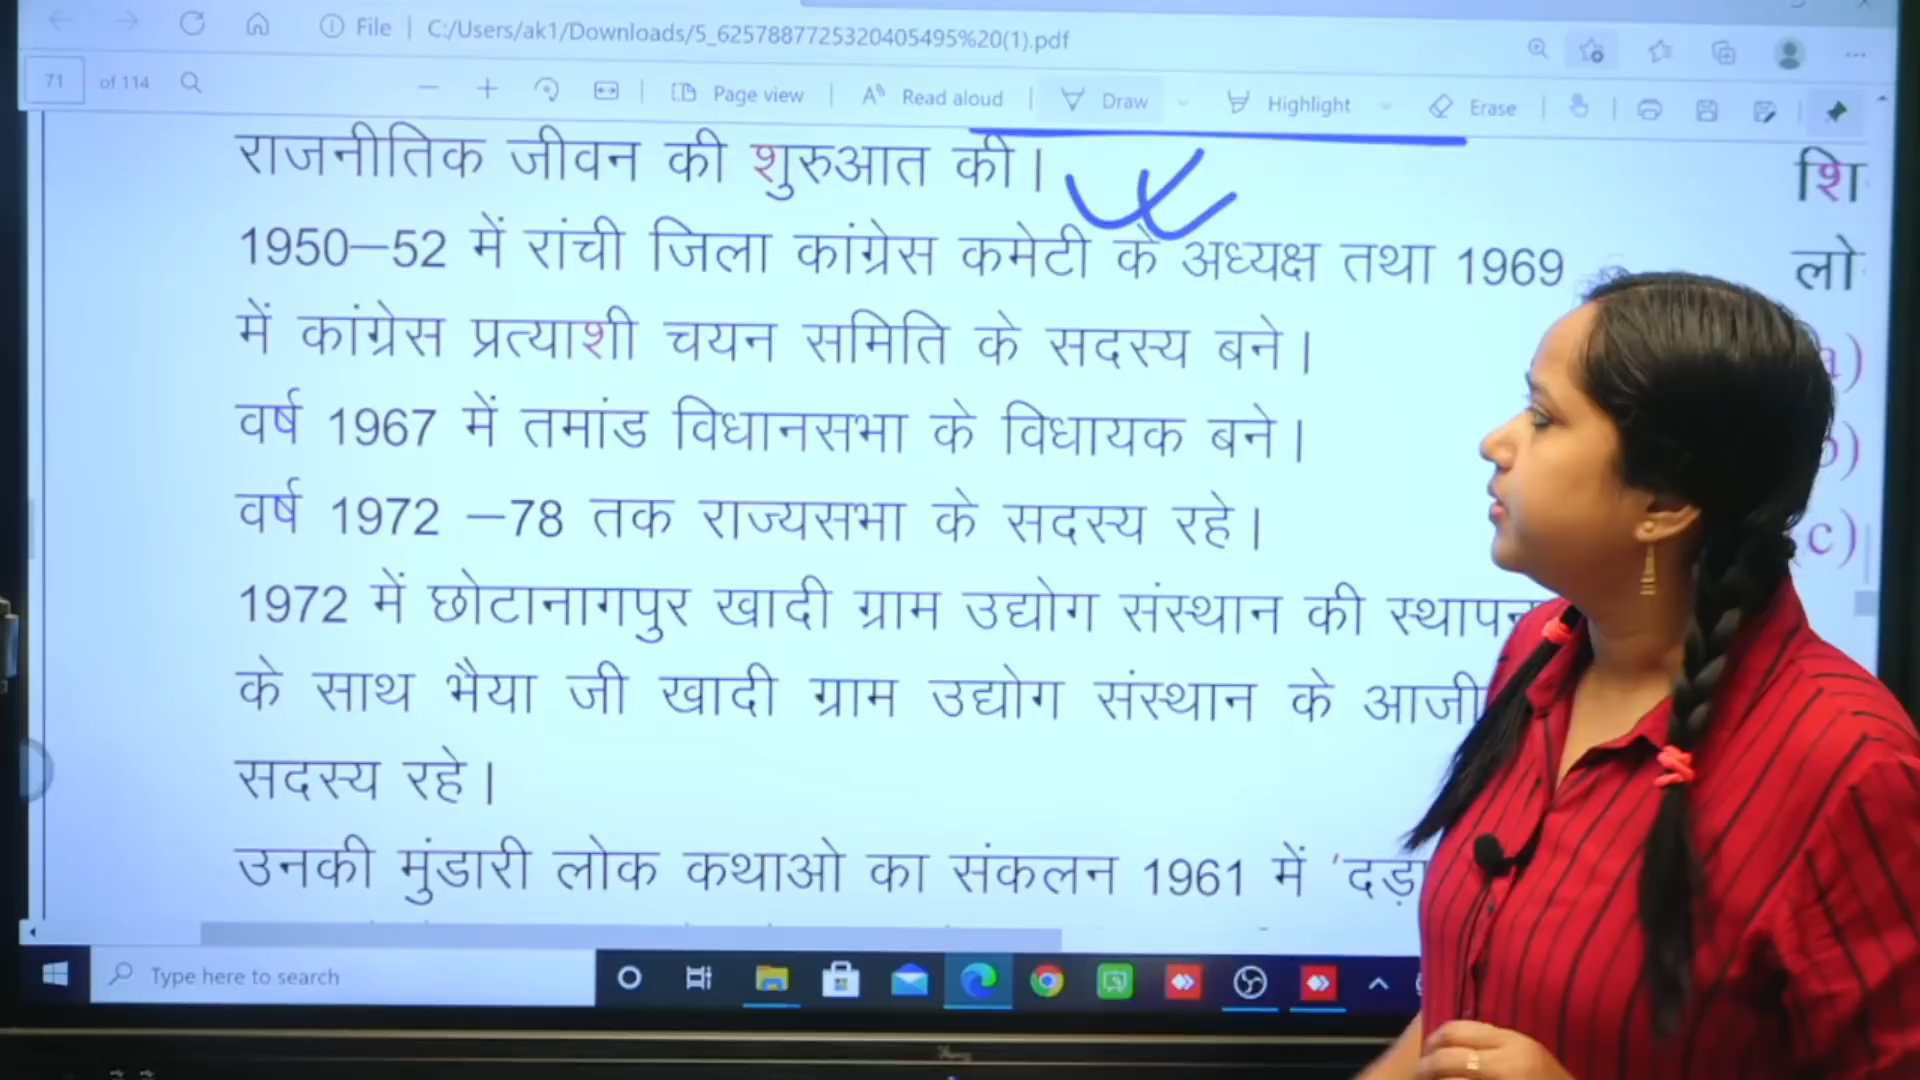 File | C:/Users/ak1/Downloads/5_6257887725320405495%20(1).pdf
71 of 114 Page view Read aloud Draw Highlight Erase
राजनीतिक जीवन की शुरुआत की।
1950–52 में रांची जिला कांग्रेस कमेटी के अध्यक्ष तथा 1969
में कांग्रेस प्रत्याशी चयन समिति के सदस्य बने।
वर्ष 1967 में तमांड विधानसभा के विधायक बने।
वर्ष 1972 –78 तक राज्यसभा के सदस्य रहे।
1972 में छोटानागपुर खादी ग्राम उद्योग संस्थान की
के साथ भैया जी खादी ग्राम उद्योग संस्थान के
सदस्य रहे।
उनकी मुंडारी लोक कथाओ का संकलन 1961 में
शि
लो
c)
Type here to search